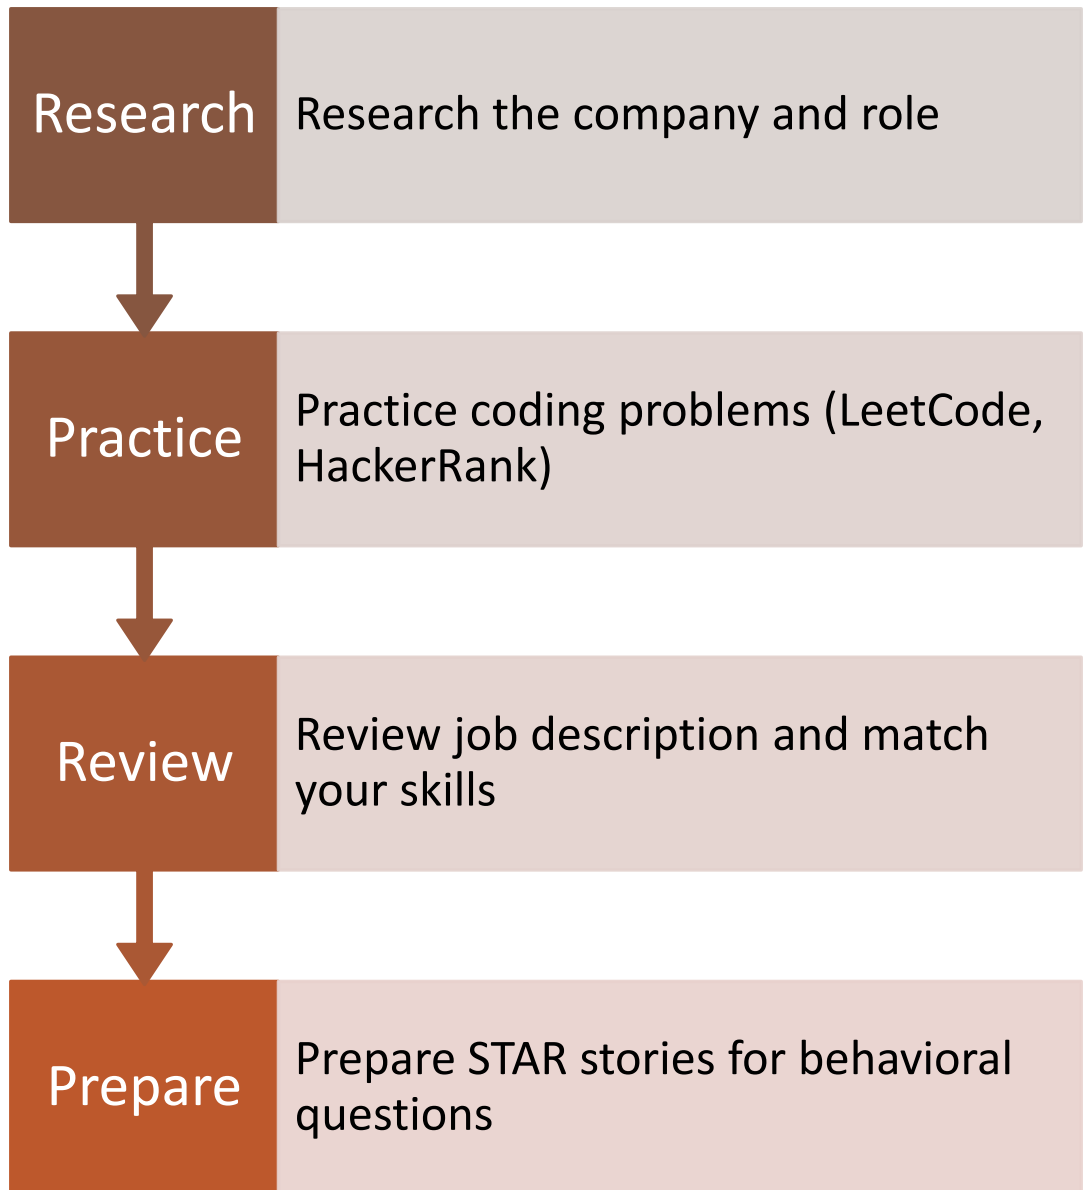 Research
Research the company and role
Practice
Practice coding problems (LeetCode,
HackerRank)
Review
Review job description and match
your skills
Prepare
Prepare STAR stories for behavioral
questions